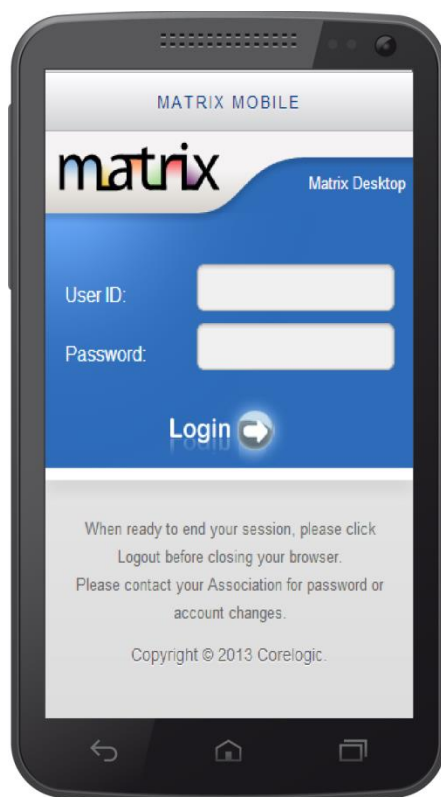 MATRIX MOBILE
matrix
Matrix Desktop
User ID:
Password:
Login
When ready to end your session, please click
Logout before closing your browser.
Please contact your Association for password or
account changes.
Copyright © 2013 Corelogic.